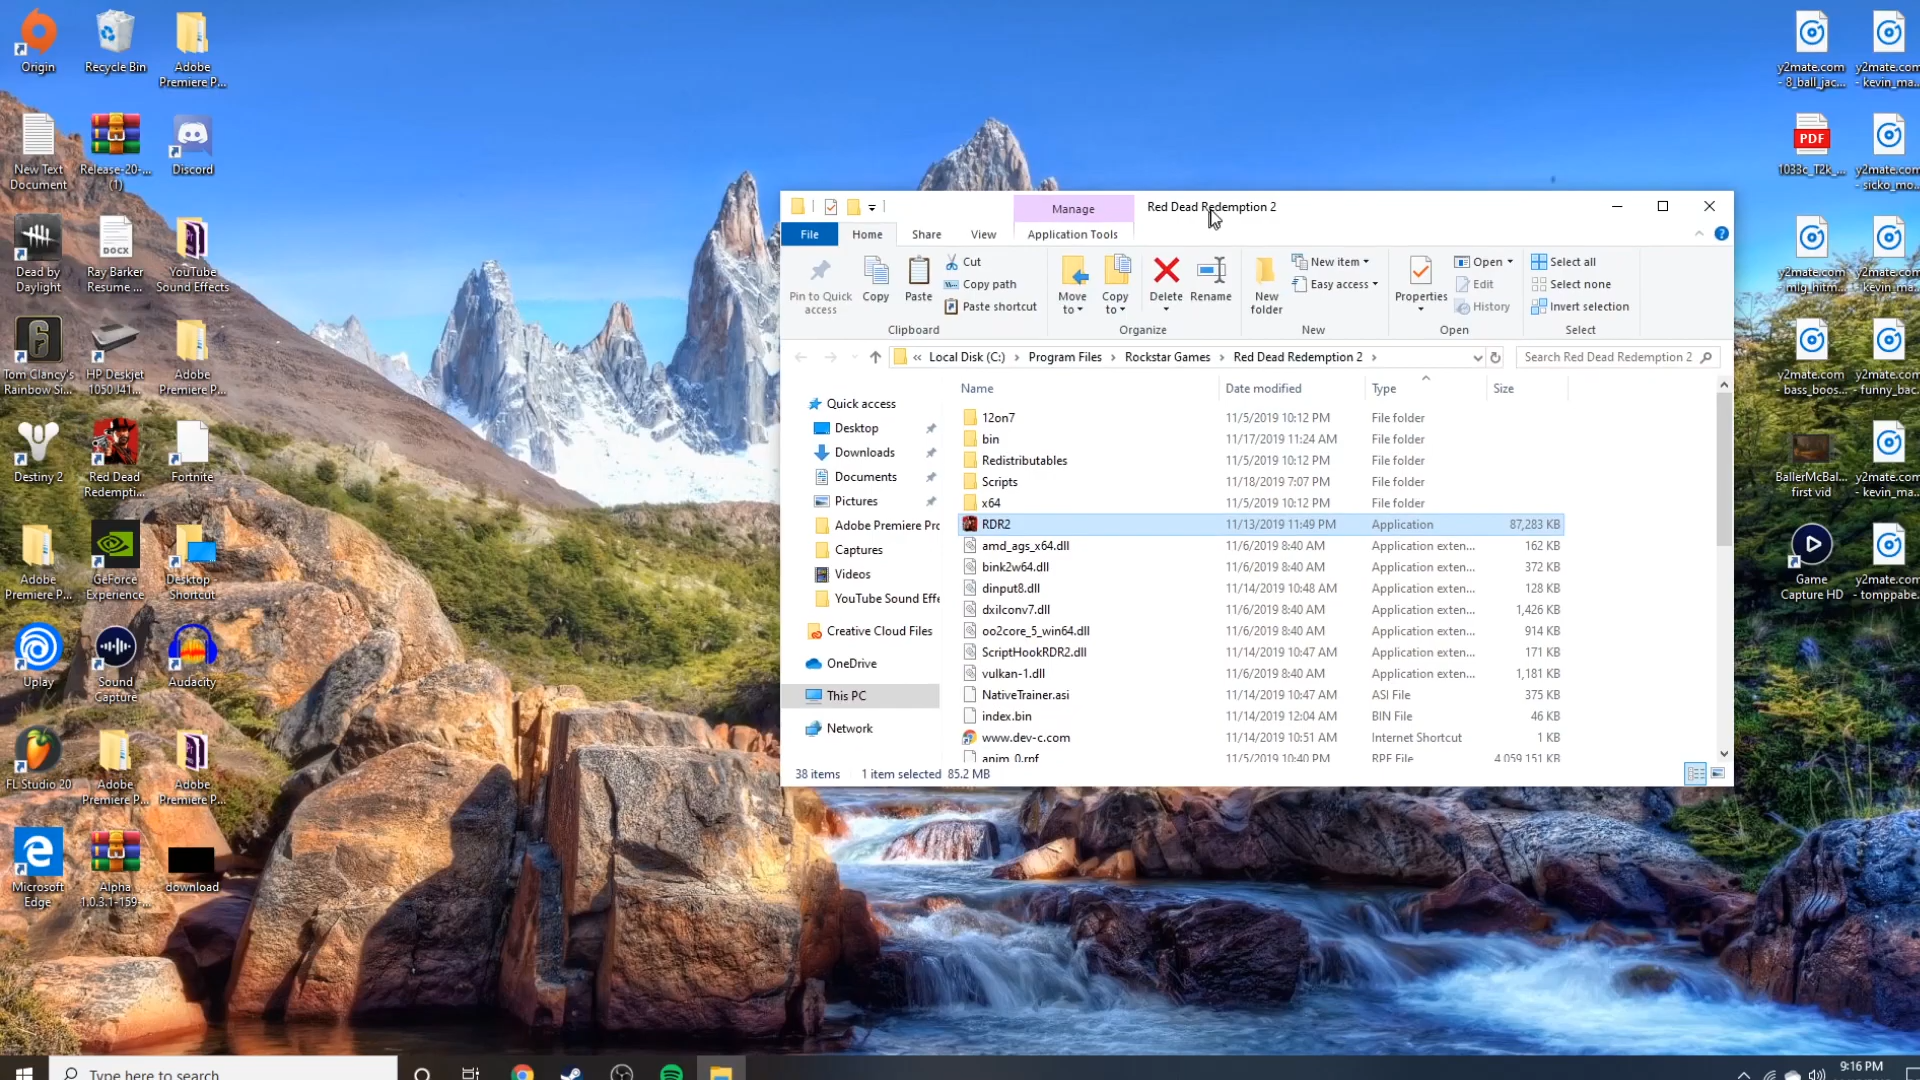 Origin
Recycle Bin
Adobe
Premiere P...
New Text
Document
Release-20-...
(1)
Discord
Dead by
Daylight
Ray Barker
Resume ...
YouTube
Sound Effects
Tom Clancy's
Rainbow Si...
HP Deskjet
1050 J41...
Adobe
Premiere P...
Destiny 2
Red Dead
Redempti...
Fortnite
Adobe
Premiere P...
GeForce
Experience
Desktop -
Shortcut
Uplay
Sound
Capture
Audacity
FL Studio 20
Adobe
Premiere P...
Adobe
Premiere P...
Microsoft
Edge
Alpha
1.0.3.1-159-...
download
DOCX
Manage
Red Dead Redemption 2
File
Home
Share
View
Application Tools
Pin to Quick
access
Copy
Paste
Cut
Copy path
Paste shortcut
Clipboard
Move
to
Copy
to
Delete
Rename
Organize
New
folder
New item
Easy access
New
Properties
Open
Edit
History
Open
Select all
Select none
Invert selection
Select
« Local Disk (C:) > Program Files > Rockstar Games > Red Dead Redemption 2 >
Search Red Dead Redemption 2
Quick access
Desktop
Downloads
Documents
Pictures
Adobe Premiere Pro
Captures
Videos
YouTube Sound Effe
Creative Cloud Files
OneDrive
This PC
Network
Name Date modified Type Size
12on7 11/5/2019 10:12 PM File folder
bin 11/17/2019 11:24 AM File folder
Redistributables 11/5/2019 10:12 PM File folder
Scripts 11/18/2019 7:07 PM File folder
x64 11/5/2019 10:12 PM File folder
RDR2 11/13/2019 11:49 PM Application 87,283 KB
amd_ags_x64.dll 11/6/2019 8:40 AM Application exten... 162 KB
bink2w64.dll 11/6/2019 8:40 AM Application exten... 372 KB
dinput8.dll 11/14/2019 10:48 AM Application exten... 128 KB
dxilconv7.dll 11/6/2019 8:40 AM Application exten... 1,426 KB
oo2core_5_win64.dll 11/6/2019 8:40 AM Application exten... 914 KB
ScriptHookRDR2.dll 11/14/2019 10:47 AM Application exten... 171 KB
vulkan-1.dll 11/6/2019 8:40 AM Application exten... 1,181 KB
NativeTrainer.asi 11/14/2019 10:47 AM ASI File 375 KB
index.bin 11/14/2019 12:04 AM BIN File 46 KB
www.dev-c.com 11/14/2019 10:51 AM Internet Shortcut 1 KB
anim_0.rpf 11/5/2019 10:40 PM RPF File 4,059,151 KB
38 items 1 item selected 85.2 MB
y2mate.com
- 8_ball_jac...
y2mate.com
- kevin_ma...
PDF
1033c_T2k_...
y2mate.com
- sicko_mo...
y2mate.com
- mlg_hitm...
y2mate.com
- kevin_ma...
y2mate.com
- bass_boos...
y2mate.com
- funny_bac...
BallerMcBal...
first vid
y2mate.com
- kevin_ma...
Game
Capture HD
y2mate.com
- tomppabe...
Type here to search
9:16 PM